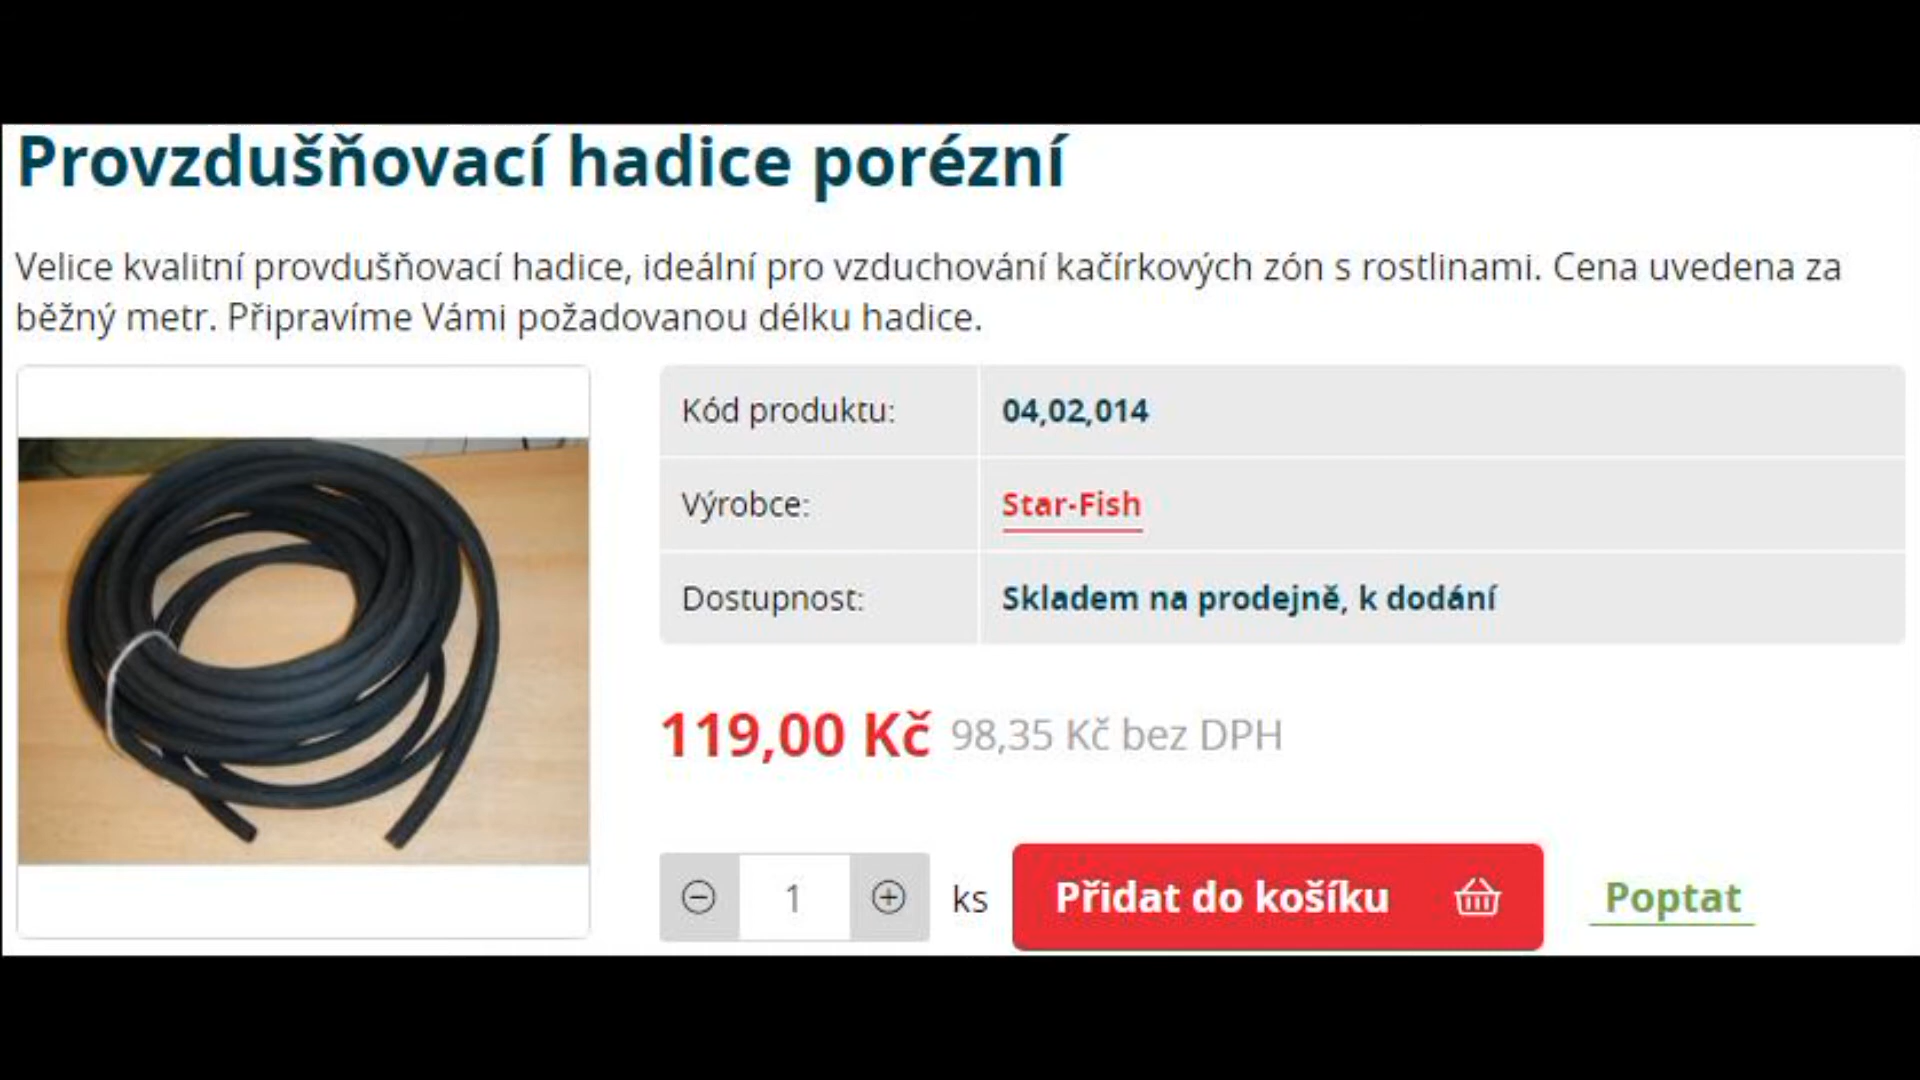 Provzdušňovací hadice porézní
Velice kvalitní provdušňovací hadice, ideální pro vzduchování kačírkových zón s rostlinami. Cena uvedena za
běžný metr. Připravíme Vámi požadovanou délku hadice.
Kód produktu: 04,02,014
Výrobce: Star-Fish
Dostupnost: Skladem na prodejně, k dodání
119,00 Kč 98,35 Kč bez DPH
1 ks Přidat do košíku Poptat